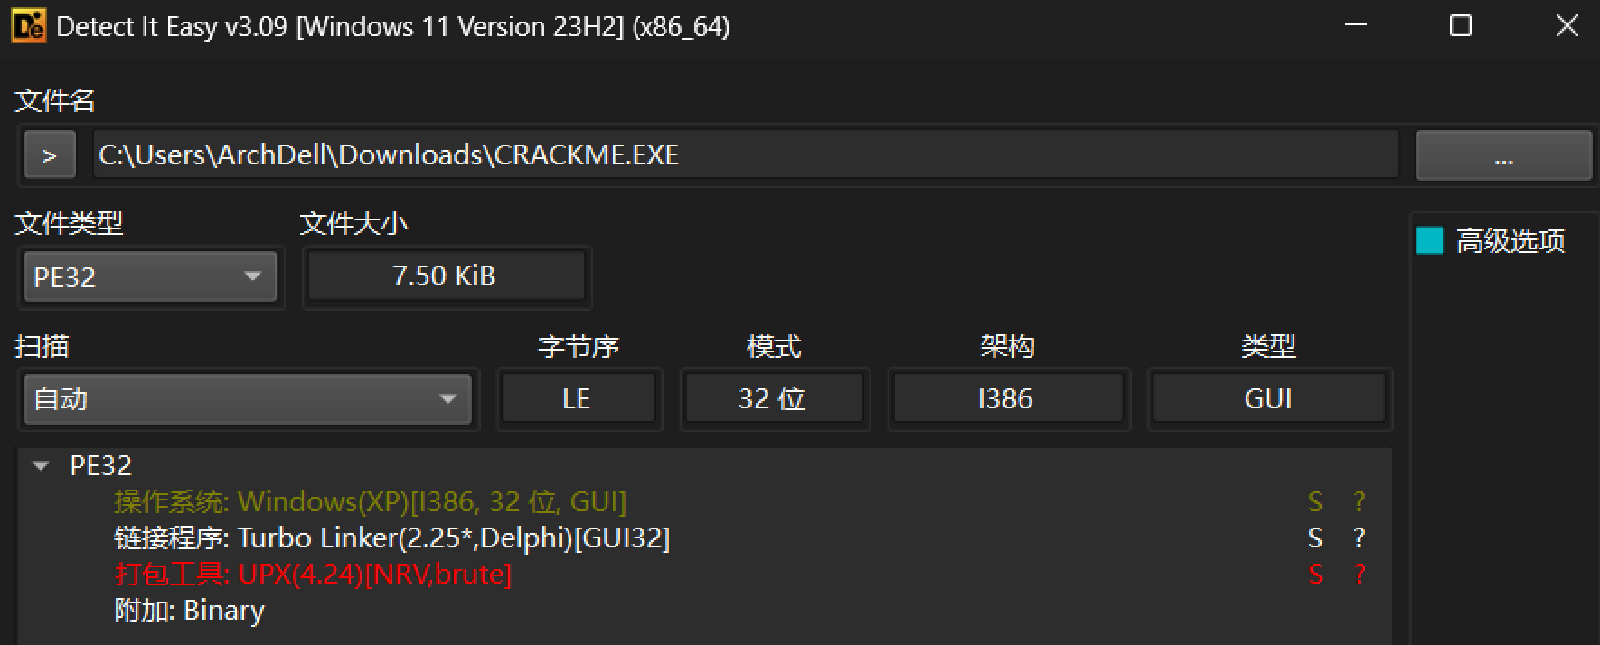 Detect It Easy v3.09 [Windows 11 Version 23H2] (x86_64)
文件名
> C:\Users\ArchDell\Downloads\CRACKME.EXE ...
文件类型 文件大小
PE32 7.50 KiB
高级选项
扫描 字节序 模式 架构 类型
自动 LE 32 位 I386 GUI
PE32
操作系统: Windows(XP)[I386, 32 位, GUI] S ?
链接程序: Turbo Linker(2.25*,Delphi)[GUI32] S ?
打包工具: UPX(4.24)[NRV,brute] S ?
附加: Binary